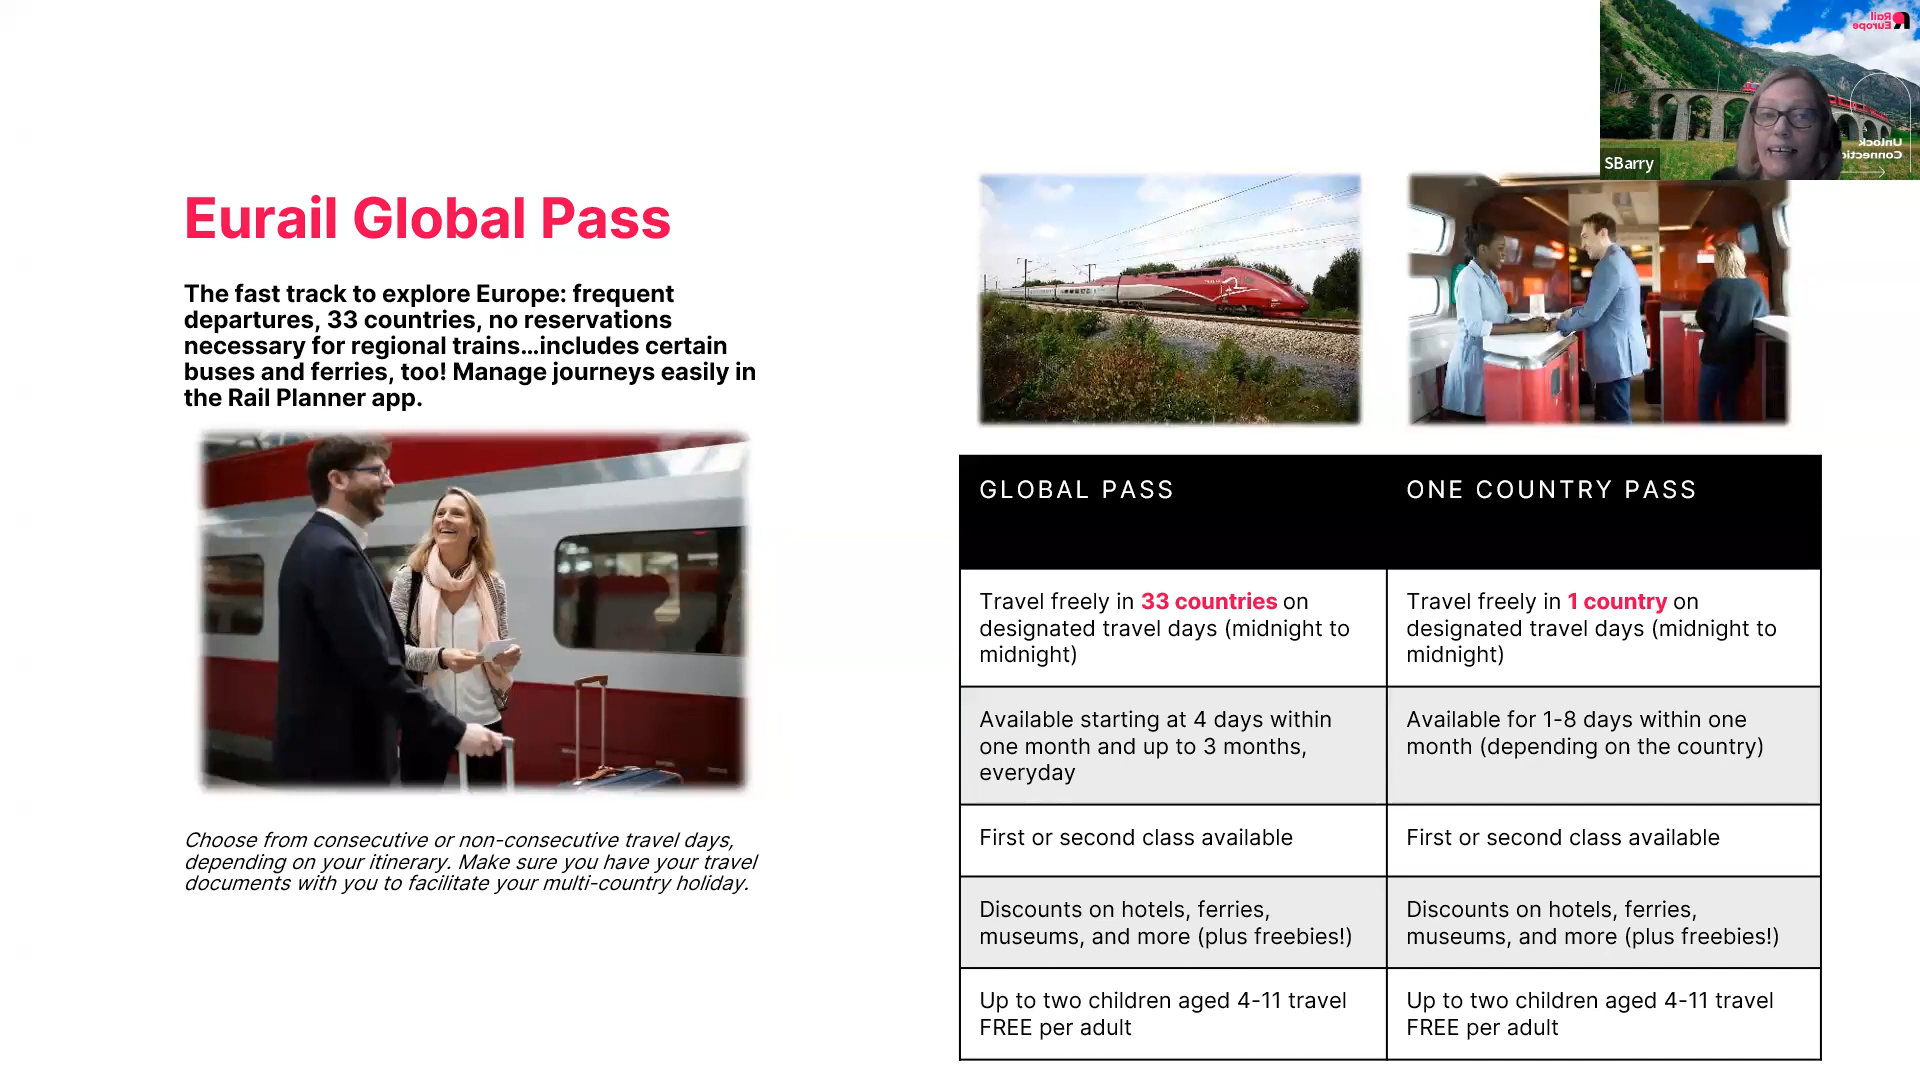 Rail
Europe
Unlock
Connection
SBarry
Eurail Global Pass
The fast track to explore Europe: frequent
departures, 33 countries, no reservations
necessary for regional trains...includes certain
buses and ferries, too! Manage journeys easily in
the Rail Planner app.
Choose from consecutive or non-consecutive travel days,
depending on your itinerary. Make sure you have your travel
documents with you to facilitate your multi-country holiday.
GLOBAL PASS
ONE COUNTRY PASS
Travel freely in 33 countries on
designated travel days (midnight to
midnight)
Travel freely in 1 country on
designated travel days (midnight to
midnight)
Available starting at 4 days within
one month and up to 3 months,
everyday
Available for 1-8 days within one
month (depending on the country)
First or second class available
First or second class available
Discounts on hotels, ferries,
museums, and more (plus freebies!)
Discounts on hotels, ferries,
museums, and more (plus freebies!)
Up to two children aged 4-11 travel
FREE per adult
Up to two children aged 4-11 travel
FREE per adult